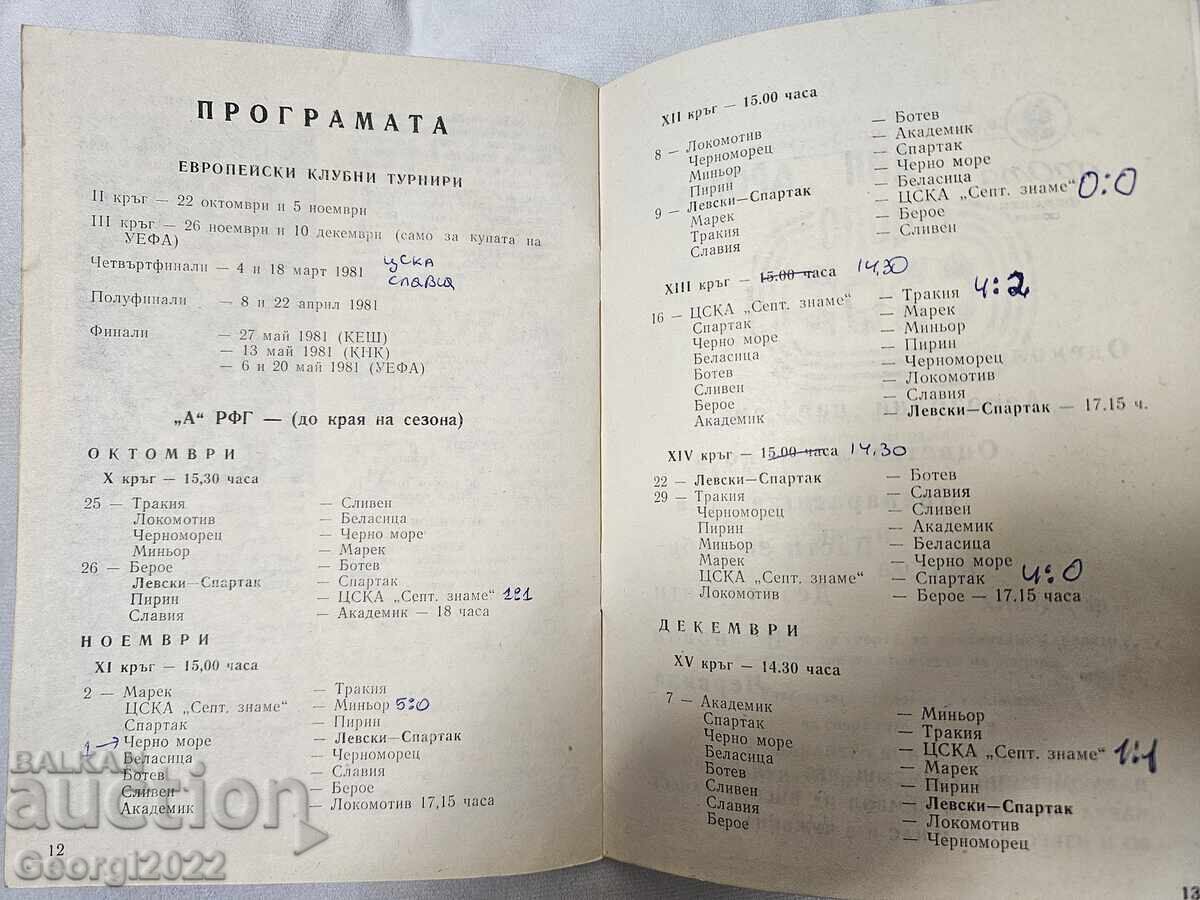 ПРОГРАМАТА
ЕВРОПЕЙСКИ КЛУБНИ ТУРНИРИ
II кръг — 22 октомври и 5 ноември
III кръг — 26 ноември и 10 декември (само за купата на
УЕФА)
Четвъртфинали — 4 и 18 март 1981 ЦСКА
Славия
Полуфинали — 8 и 22 април 1981
Финали — 27 май 1981 (КЕШ)
— 13 май 1981 (КНК)
— 6 и 20 май 1981 (УЕФА)
„А“ РФГ — (до края на сезона)
ОКТОМВРИ
X кръг — 15,30 часа
25 — Тракия — Сливен
Локомотив — Беласица
Черноморец — Черно море
Миньор — Марек
26 — Берое — Ботев
Левски—Спартак — Спартак
Пирин — ЦСКА „Септ. знаме“ 1:1
Славия — Академик — 18 часа
НОЕМВРИ
XI кръг — 15,00 часа
2 — Марек — Тракия
ЦСКА „Септ. знаме“ — Миньор 5:0
Спартак — Пирин
1 → Черно море — Левски—Спартак
Беласица — Черноморец
Ботев — Славия
Сливен — Берое
Академик — Локомотив 17,15 часа
12
XII кръг — 15.00 часа
8 — Локомотив — Ботев
Черноморец — Академик
Миньор — Спартак
Пирин — Черно море
9 — Левски—Спартак — Беласица
Марек — ЦСКА „Септ. знаме“ 0:0
Тракия — Берое
Славия — Сливен
XIII кръг — 15.00 часа 14,30
16 — ЦСКА „Септ. знаме“ — Тракия 4:2
Спартак — Марек
Черно море — Миньор
Беласица — Пирин
Ботев — Черноморец
Сливен — Локомотив
Берое — Славия
Академик — Левски—Спартак — 17.15 ч.
XIV кръг — 15.00 часа 14,30
22 — Левски—Спартак — Ботев
29 — Тракия — Славия
Черноморец — Сливен
Пирин — Академик
Миньор — Беласица
Марек — Черно море
ЦСКА „Септ. знаме“ — Спартак 4:0
Локомотив — Берое — 17.15 часа
ДЕКЕМВРИ
XV кръг — 14.30 часа
7 — Академик — Миньор
Спартак — Тракия
Черно море — ЦСКА „Септ. знаме“ 1:1
Беласица — Марек
Ботев — Пирин
Сливен — Левски—Спартак
Славия — Локомотив
Берое — Черноморец
13
BALKAN
auction
Georgi2022